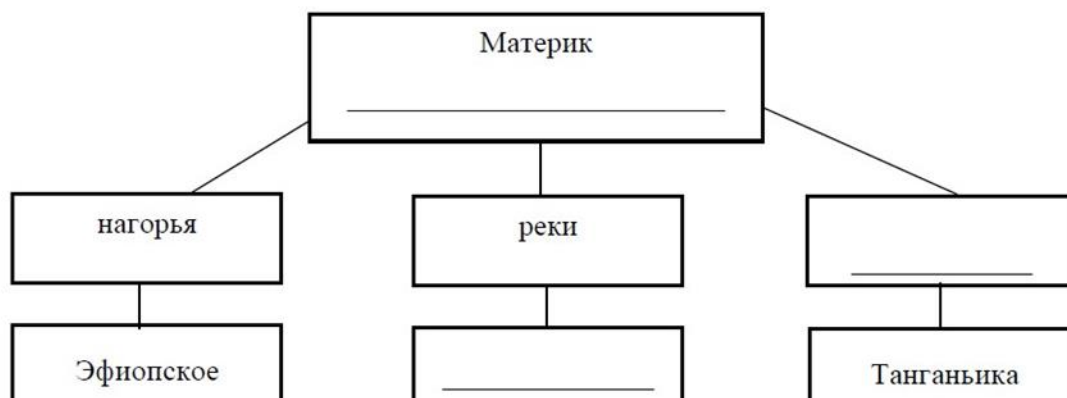 Материк
нагорья
реки
Эфиопское
Танганьика